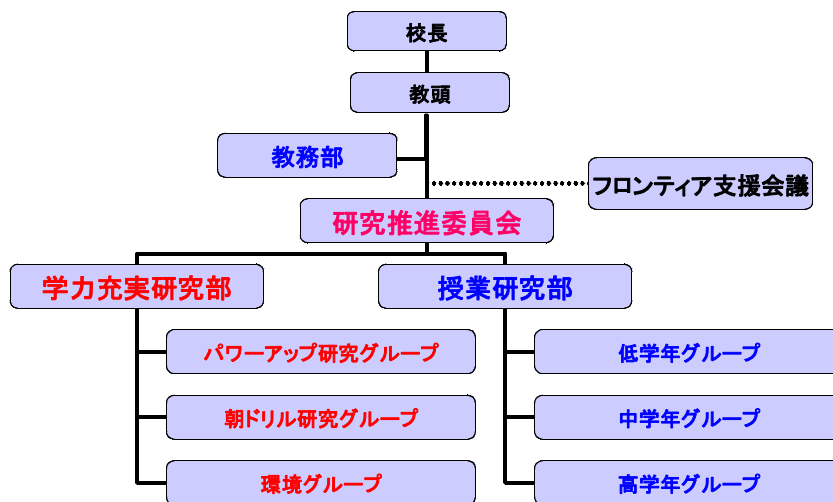 校長
教頭
教務部
フロンティア支援会議
研究推進委員会
学力充実研究部
授業研究部
パワーアップ研究グループ
低学年グループ
朝ドリル研究グループ
中学年グループ
環境グループ
高学年グループ